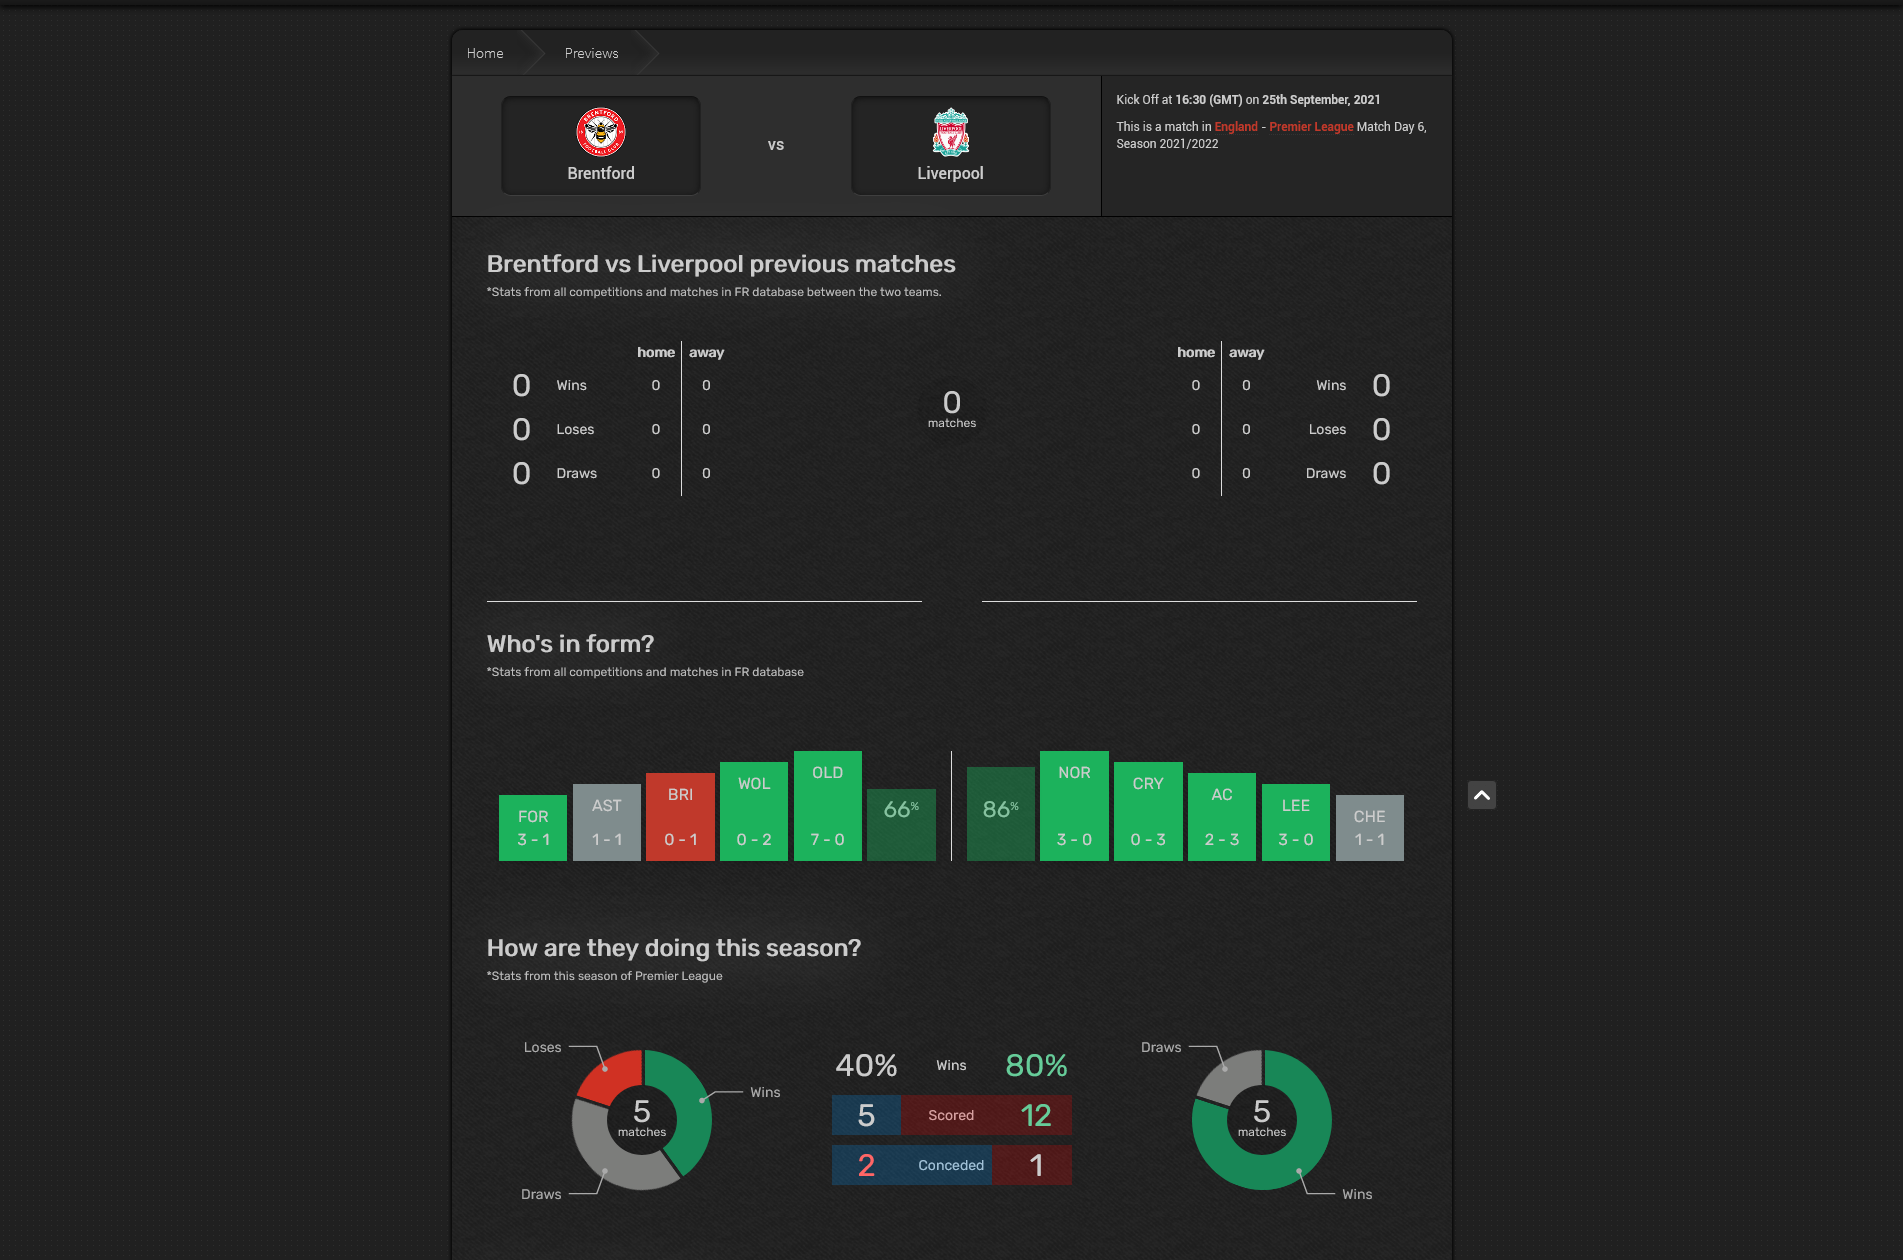 Home
Previews
Brentford
vs
Liverpool
Kick Off at 16:30 (GMT) on 25th September, 2021
This is a match in England - Premier League Match Day 6,
Season 2021/2022
Brentford vs Liverpool previous matches
*Stats from all competitions and matches in FR database between the two teams.
home away
0 Wins 0 0
0 Loses 0 0
0 Draws 0 0
0
matches
home away
0 0 Wins 0
0 0 Loses 0
0 0 Draws 0
Who's in form?
*Stats from all competitions and matches in FR database
FOR
3 - 1
AST
1 - 1
BRI
0 - 1
WOL
0 - 2
OLD
7 - 0
66%
86%
NOR
3 - 0
CRY
0 - 3
AC
2 - 3
LEE
3 - 0
CHE
1 - 1
How are they doing this season?
*Stats from this season of Premier League
Loses
Wins
5
matches
Draws
40% Wins 80%
5 Scored 12
2 Conceded 1
Draws
5
matches
Wins